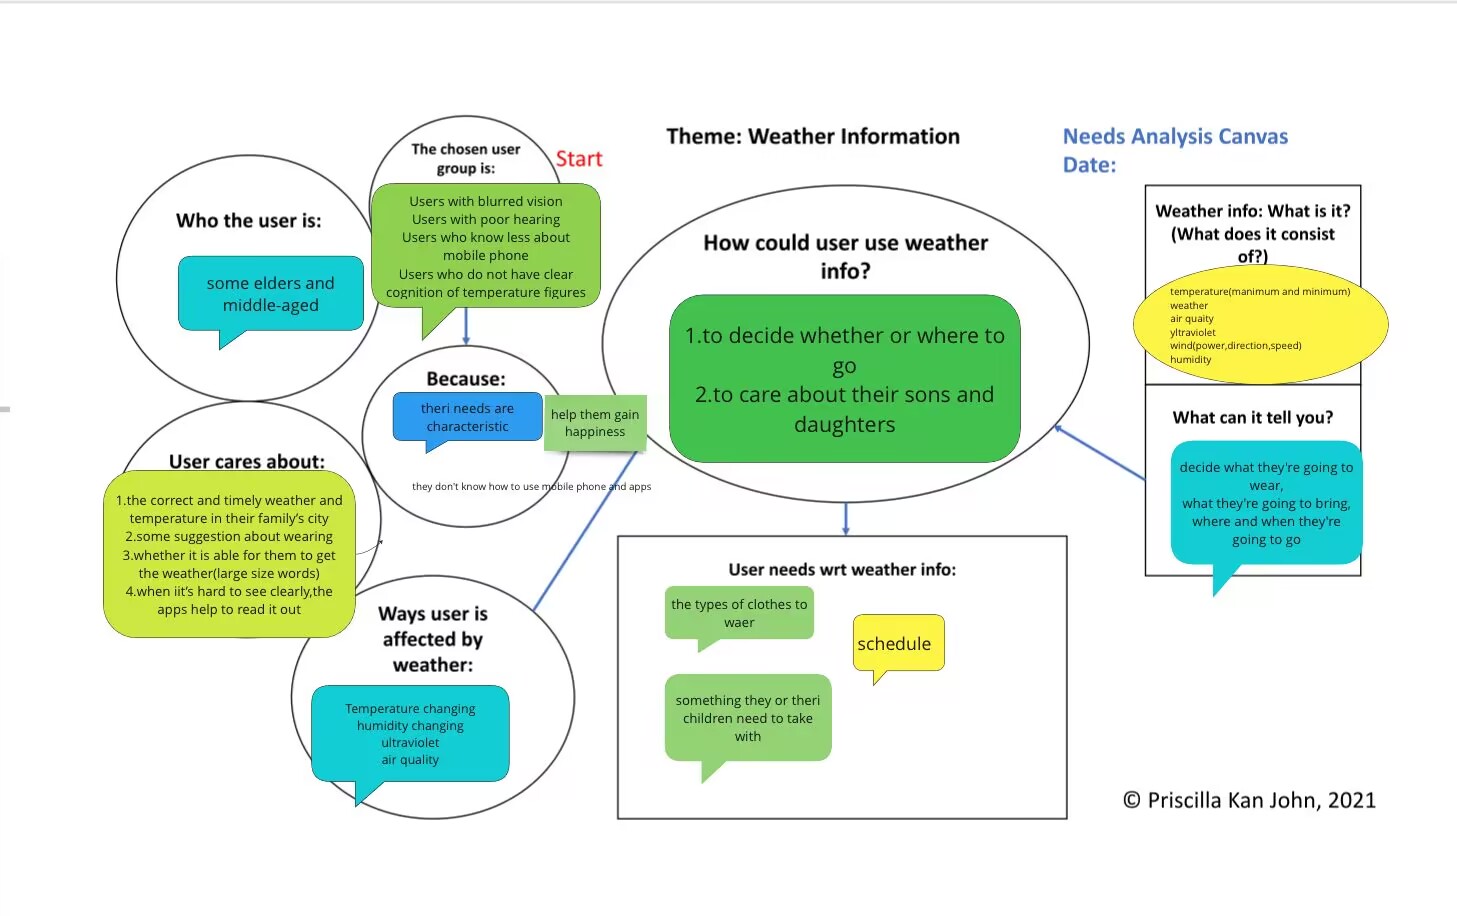 Theme: Weather Information
Needs Analysis Canvas
Date:
Start
The chosen user
group is:
Users with blurred vision
Users with poor hearing
Users who know less about
mobile phone
Users who do not have clear
cognition of temperature figures
Who the user is:
some elders and
middle-aged
Because:
theri needs are
characteristic
help them gain
happiness
they don't know how to use mobile phone and apps
User cares about:
1.the correct and timely weather and
temperature in their family's city
2.some suggestion about wearing
3.whether it is able for them to get
the weather(large size words)
4.when iit's hard to see clearly,the
apps help to read it out
Ways user is
affected by
weather:
Temperature changing
humidity changing
ultraviolet
air quality
How could user use weather
info?
1.to decide whether or where to
go
2.to care about their sons and
daughters
User needs wrt weather info:
the types of clothes to
waer
schedule
something they or theri
children need to take
with
Weather info: What is it?
(What does it consist
of?)
temperature(manimum and minimum)
weather
air quaity
yltraviolet
wind(power,direction,speed)
humidity
What can it tell you?
decide what they're going to
wear,
what they're going to bring,
where and when they're
going to go
© Priscilla Kan John, 2021